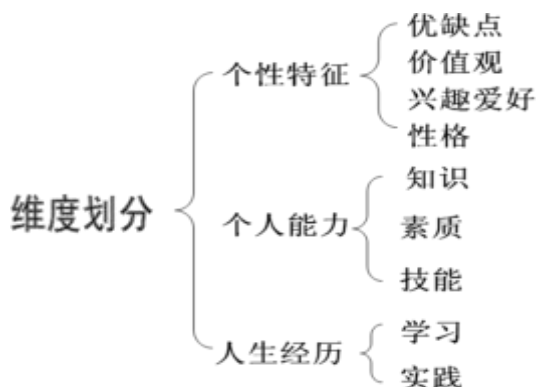 维度划分
个性特征
优缺点
价值观
兴趣爱好
性格
个人能力
知识
素质
技能
人生经历
学习
实践